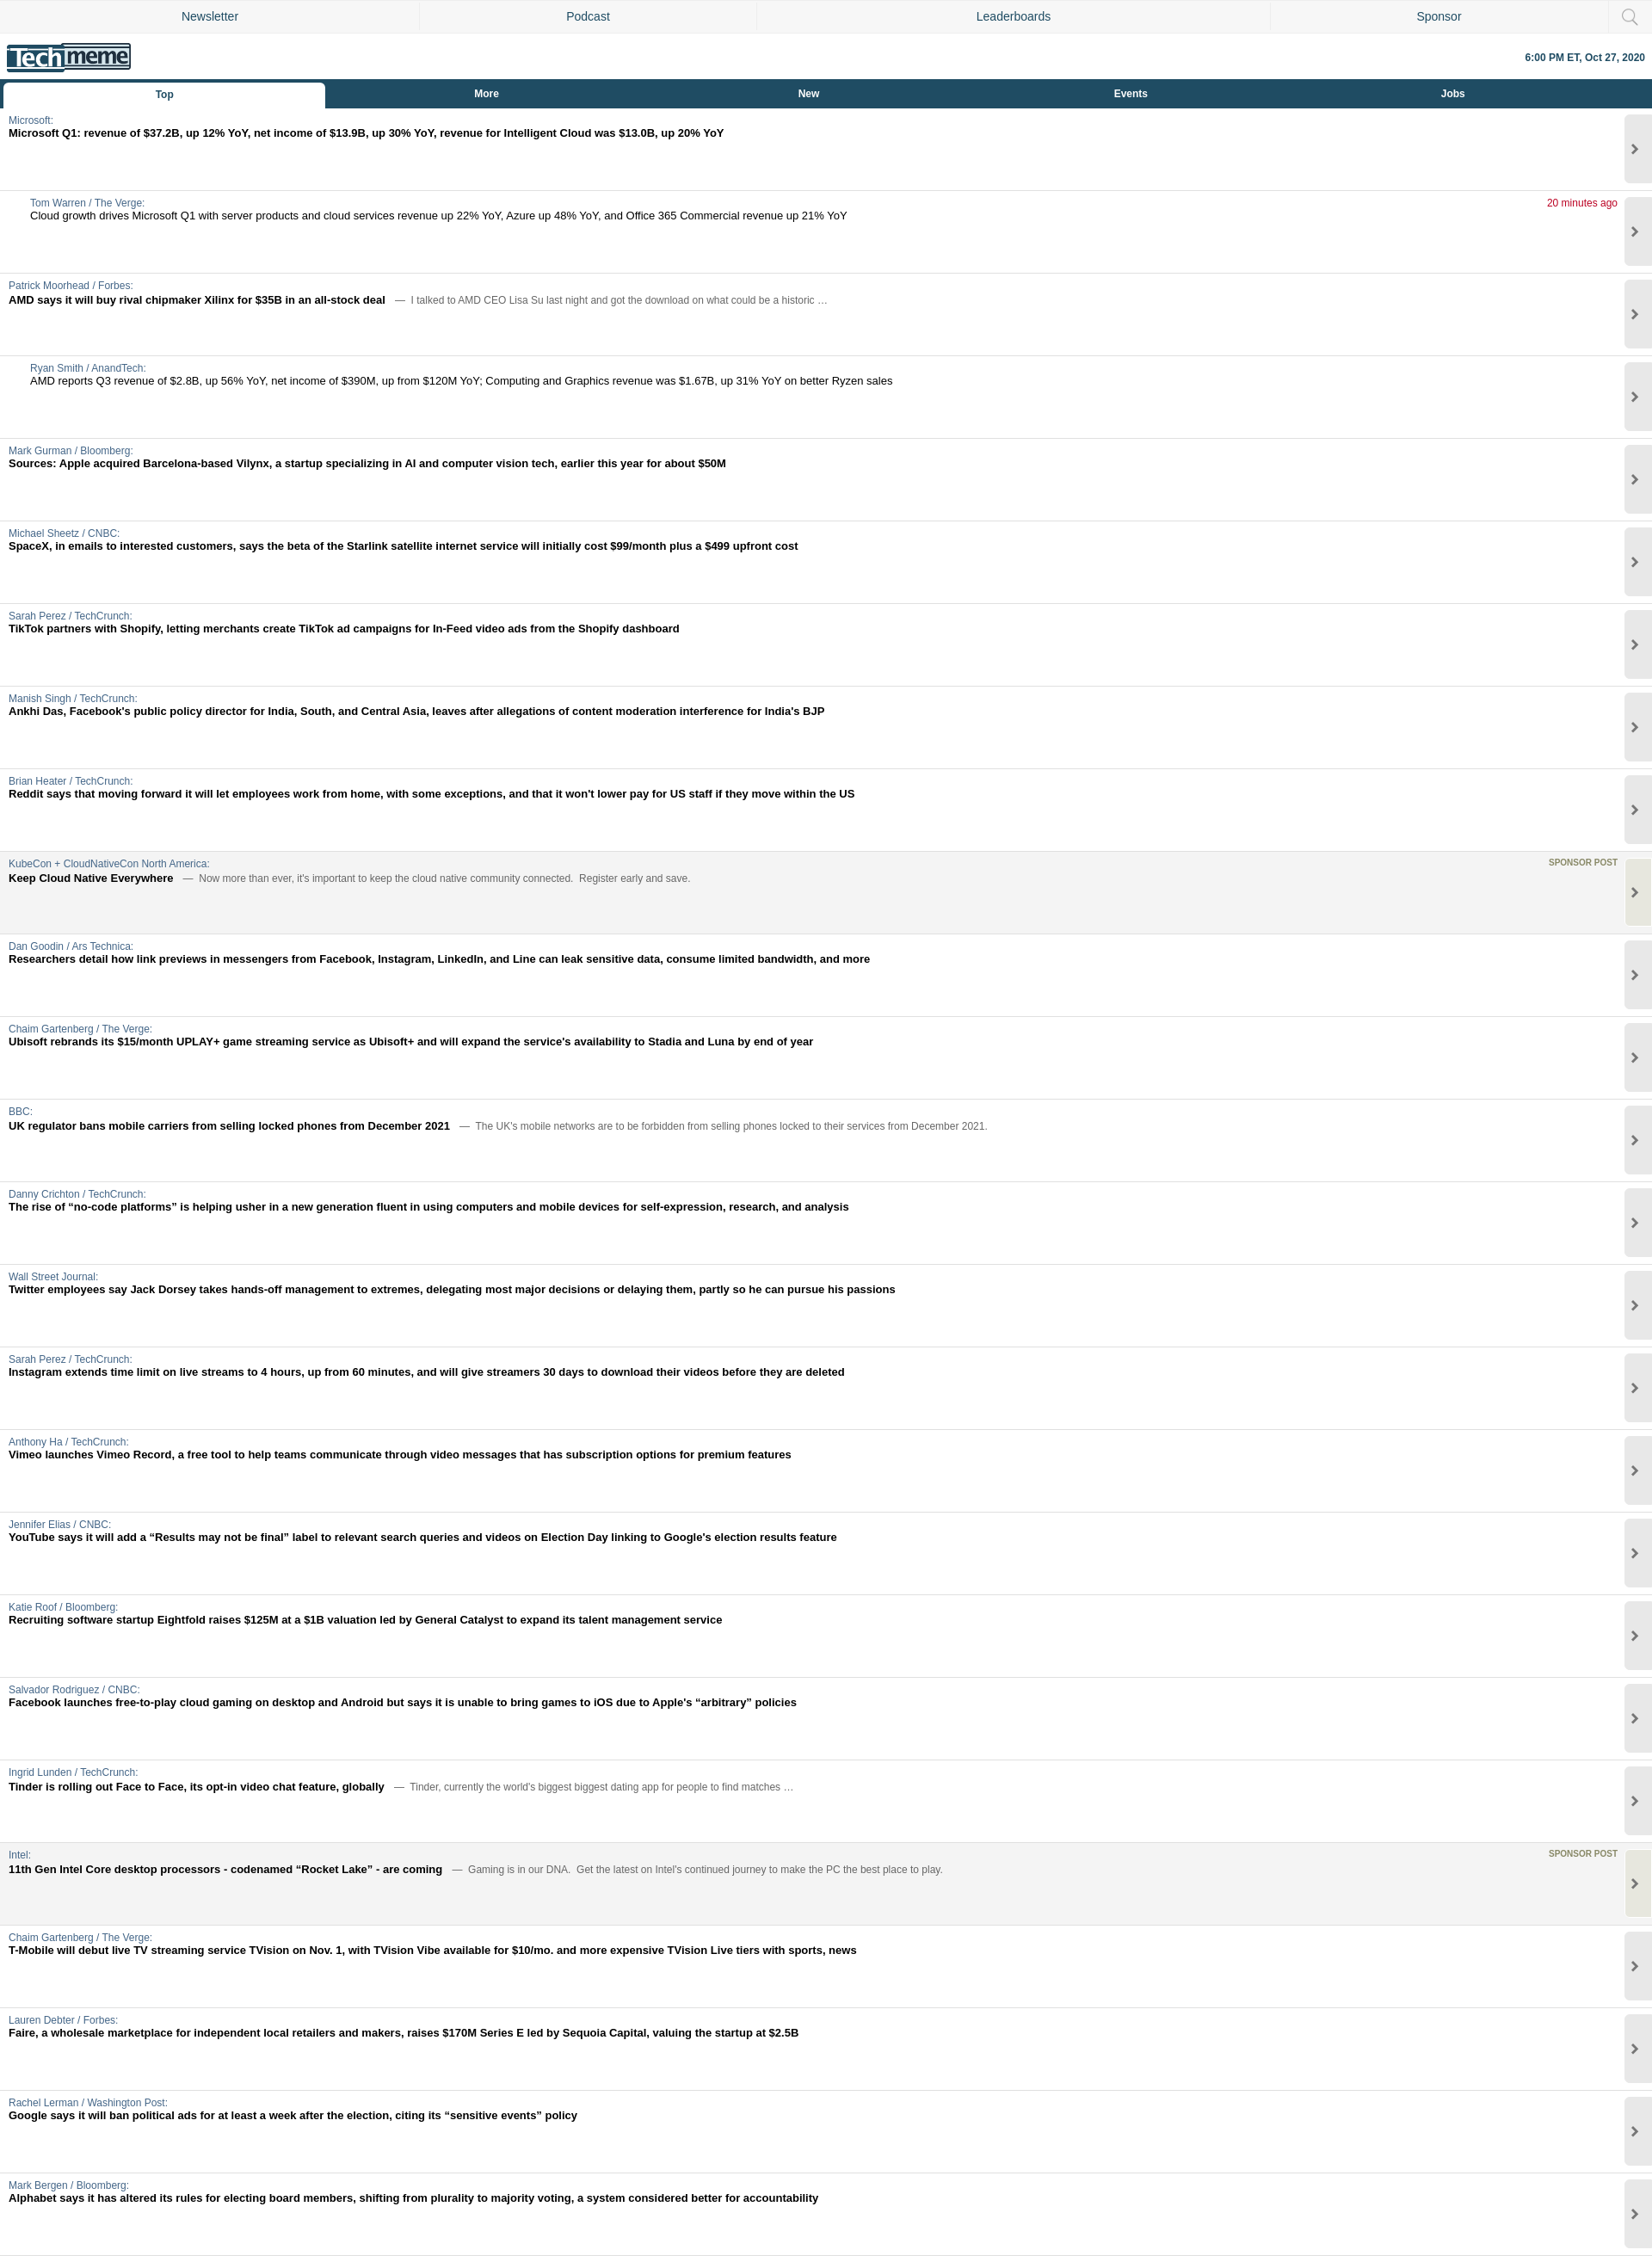 Newsletter
Podcast
Leaderboards
Sponsor
Techmeme
6:00 PM ET, Oct 27, 2020
Top
More
New
Events
Jobs
Microsoft:
Microsoft Q1: revenue of $37.2B, up 12% YoY, net income of $13.9B, up 30% YoY, revenue for Intelligent Cloud was $13.0B, up 20% YoY
Tom Warren / The Verge:
20 minutes ago
Cloud growth drives Microsoft Q1 with server products and cloud services revenue up 22% YoY, Azure up 48% YoY, and Office 365 Commercial revenue up 21% YoY
Patrick Moorhead / Forbes:
AMD says it will buy rival chipmaker Xilinx for $35B in an all-stock deal — I talked to AMD CEO Lisa Su last night and got the download on what could be a historic …
Ryan Smith / AnandTech:
AMD reports Q3 revenue of $2.8B, up 56% YoY, net income of $390M, up from $120M YoY; Computing and Graphics revenue was $1.67B, up 31% YoY on better Ryzen sales
Mark Gurman / Bloomberg:
Sources: Apple acquired Barcelona-based Vilynx, a startup specializing in AI and computer vision tech, earlier this year for about $50M
Michael Sheetz / CNBC:
SpaceX, in emails to interested customers, says the beta of the Starlink satellite internet service will initially cost $99/month plus a $499 upfront cost
Sarah Perez / TechCrunch:
TikTok partners with Shopify, letting merchants create TikTok ad campaigns for In-Feed video ads from the Shopify dashboard
Manish Singh / TechCrunch:
Ankhi Das, Facebook's public policy director for India, South, and Central Asia, leaves after allegations of content moderation interference for India's BJP
Brian Heater / TechCrunch:
Reddit says that moving forward it will let employees work from home, with some exceptions, and that it won't lower pay for US staff if they move within the US
KubeCon + CloudNativeCon North America:
SPONSOR POST
Keep Cloud Native Everywhere — Now more than ever, it's important to keep the cloud native community connected. Register early and save.
Dan Goodin / Ars Technica:
Researchers detail how link previews in messengers from Facebook, Instagram, LinkedIn, and Line can leak sensitive data, consume limited bandwidth, and more
Chaim Gartenberg / The Verge:
Ubisoft rebrands its $15/month UPLAY+ game streaming service as Ubisoft+ and will expand the service's availability to Stadia and Luna by end of year
BBC:
UK regulator bans mobile carriers from selling locked phones from December 2021 — The UK's mobile networks are to be forbidden from selling phones locked to their services from December 2021.
Danny Crichton / TechCrunch:
The rise of “no-code platforms” is helping usher in a new generation fluent in using computers and mobile devices for self-expression, research, and analysis
Wall Street Journal:
Twitter employees say Jack Dorsey takes hands-off management to extremes, delegating most major decisions or delaying them, partly so he can pursue his passions
Sarah Perez / TechCrunch:
Instagram extends time limit on live streams to 4 hours, up from 60 minutes, and will give streamers 30 days to download their videos before they are deleted
Anthony Ha / TechCrunch:
Vimeo launches Vimeo Record, a free tool to help teams communicate through video messages that has subscription options for premium features
Jennifer Elias / CNBC:
YouTube says it will add a “Results may not be final” label to relevant search queries and videos on Election Day linking to Google's election results feature
Katie Roof / Bloomberg:
Recruiting software startup Eightfold raises $125M at a $1B valuation led by General Catalyst to expand its talent management service
Salvador Rodriguez / CNBC:
Facebook launches free-to-play cloud gaming on desktop and Android but says it is unable to bring games to iOS due to Apple's “arbitrary” policies
Ingrid Lunden / TechCrunch:
Tinder is rolling out Face to Face, its opt-in video chat feature, globally — Tinder, currently the world's biggest biggest dating app for people to find matches …
Intel:
SPONSOR POST
11th Gen Intel Core desktop processors - codenamed “Rocket Lake” - are coming — Gaming is in our DNA. Get the latest on Intel's continued journey to make the PC the best place to play.
Chaim Gartenberg / The Verge:
T-Mobile will debut live TV streaming service TVision on Nov. 1, with TVision Vibe available for $10/mo. and more expensive TVision Live tiers with sports, news
Lauren Debter / Forbes:
Faire, a wholesale marketplace for independent local retailers and makers, raises $170M Series E led by Sequoia Capital, valuing the startup at $2.5B
Rachel Lerman / Washington Post:
Google says it will ban political ads for at least a week after the election, citing its “sensitive events” policy
Mark Bergen / Bloomberg:
Alphabet says it has altered its rules for electing board members, shifting from plurality to majority voting, a system considered better for accountability